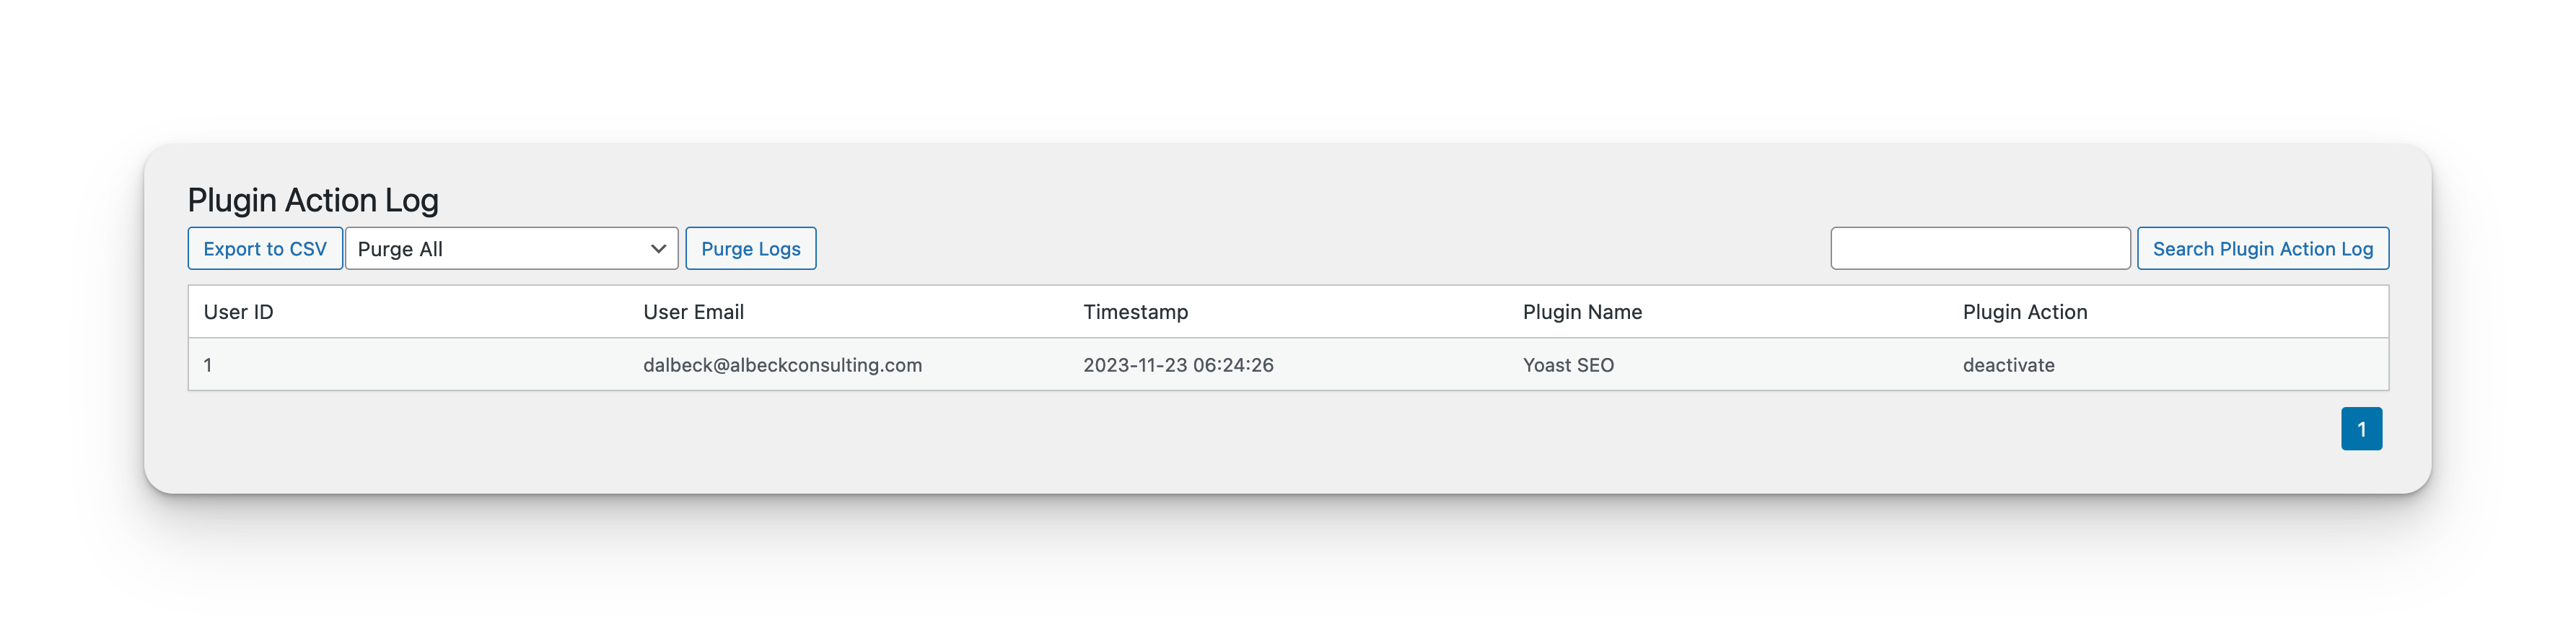 Plugin Action Log
Export to CSV Purge All Purge Logs Search Plugin Action Log
User ID User Email Timestamp Plugin Name Plugin Action
1 dalbeck@albeckconsulting.com 2023-11-23 06:24:26 Yoast SEO deactivate
1